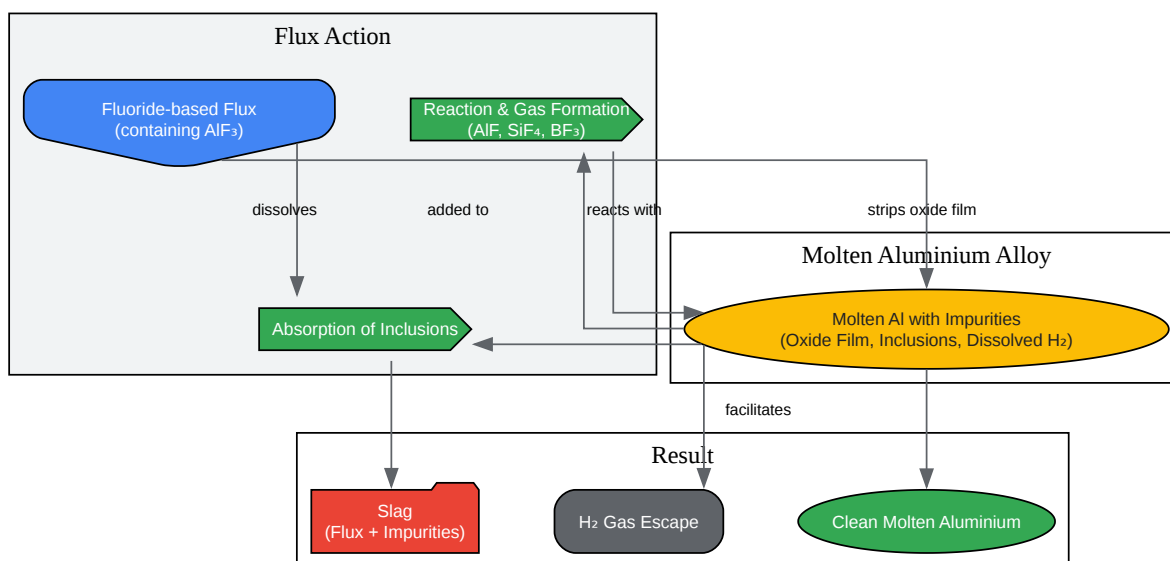 Flux Action
Fluoride-based Flux
(containing AlF₃)
Reaction & Gas Formation
(AlF, SiF₄, BF₃)
dissolves
added to
reacts with
strips oxide film
Molten Aluminium Alloy
Absorption of Inclusions
Molten Al with Impurities
(Oxide Film, Inclusions, Dissolved H₂)
facilitates
Result
Slag
(Flux + Impurities)
H₂ Gas Escape
Clean Molten Aluminium